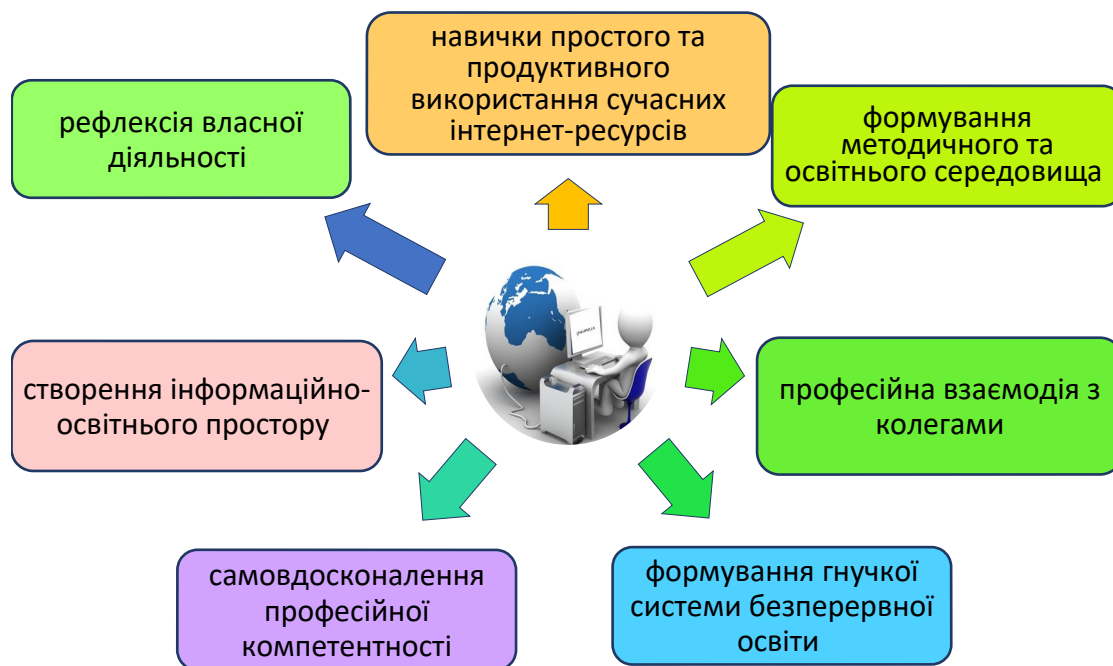 навички простого та
продуктивного
використання сучасних
інтернет-ресурсів
рефлексія власної
діяльності
формування
методичного та
освітнього середовища
створення інформаційно-
освітнього простору
професійна взаємодія з
колегами
самовдосконалення
професійної
компетентності
формування гнучкої
системи безперервної
освіти